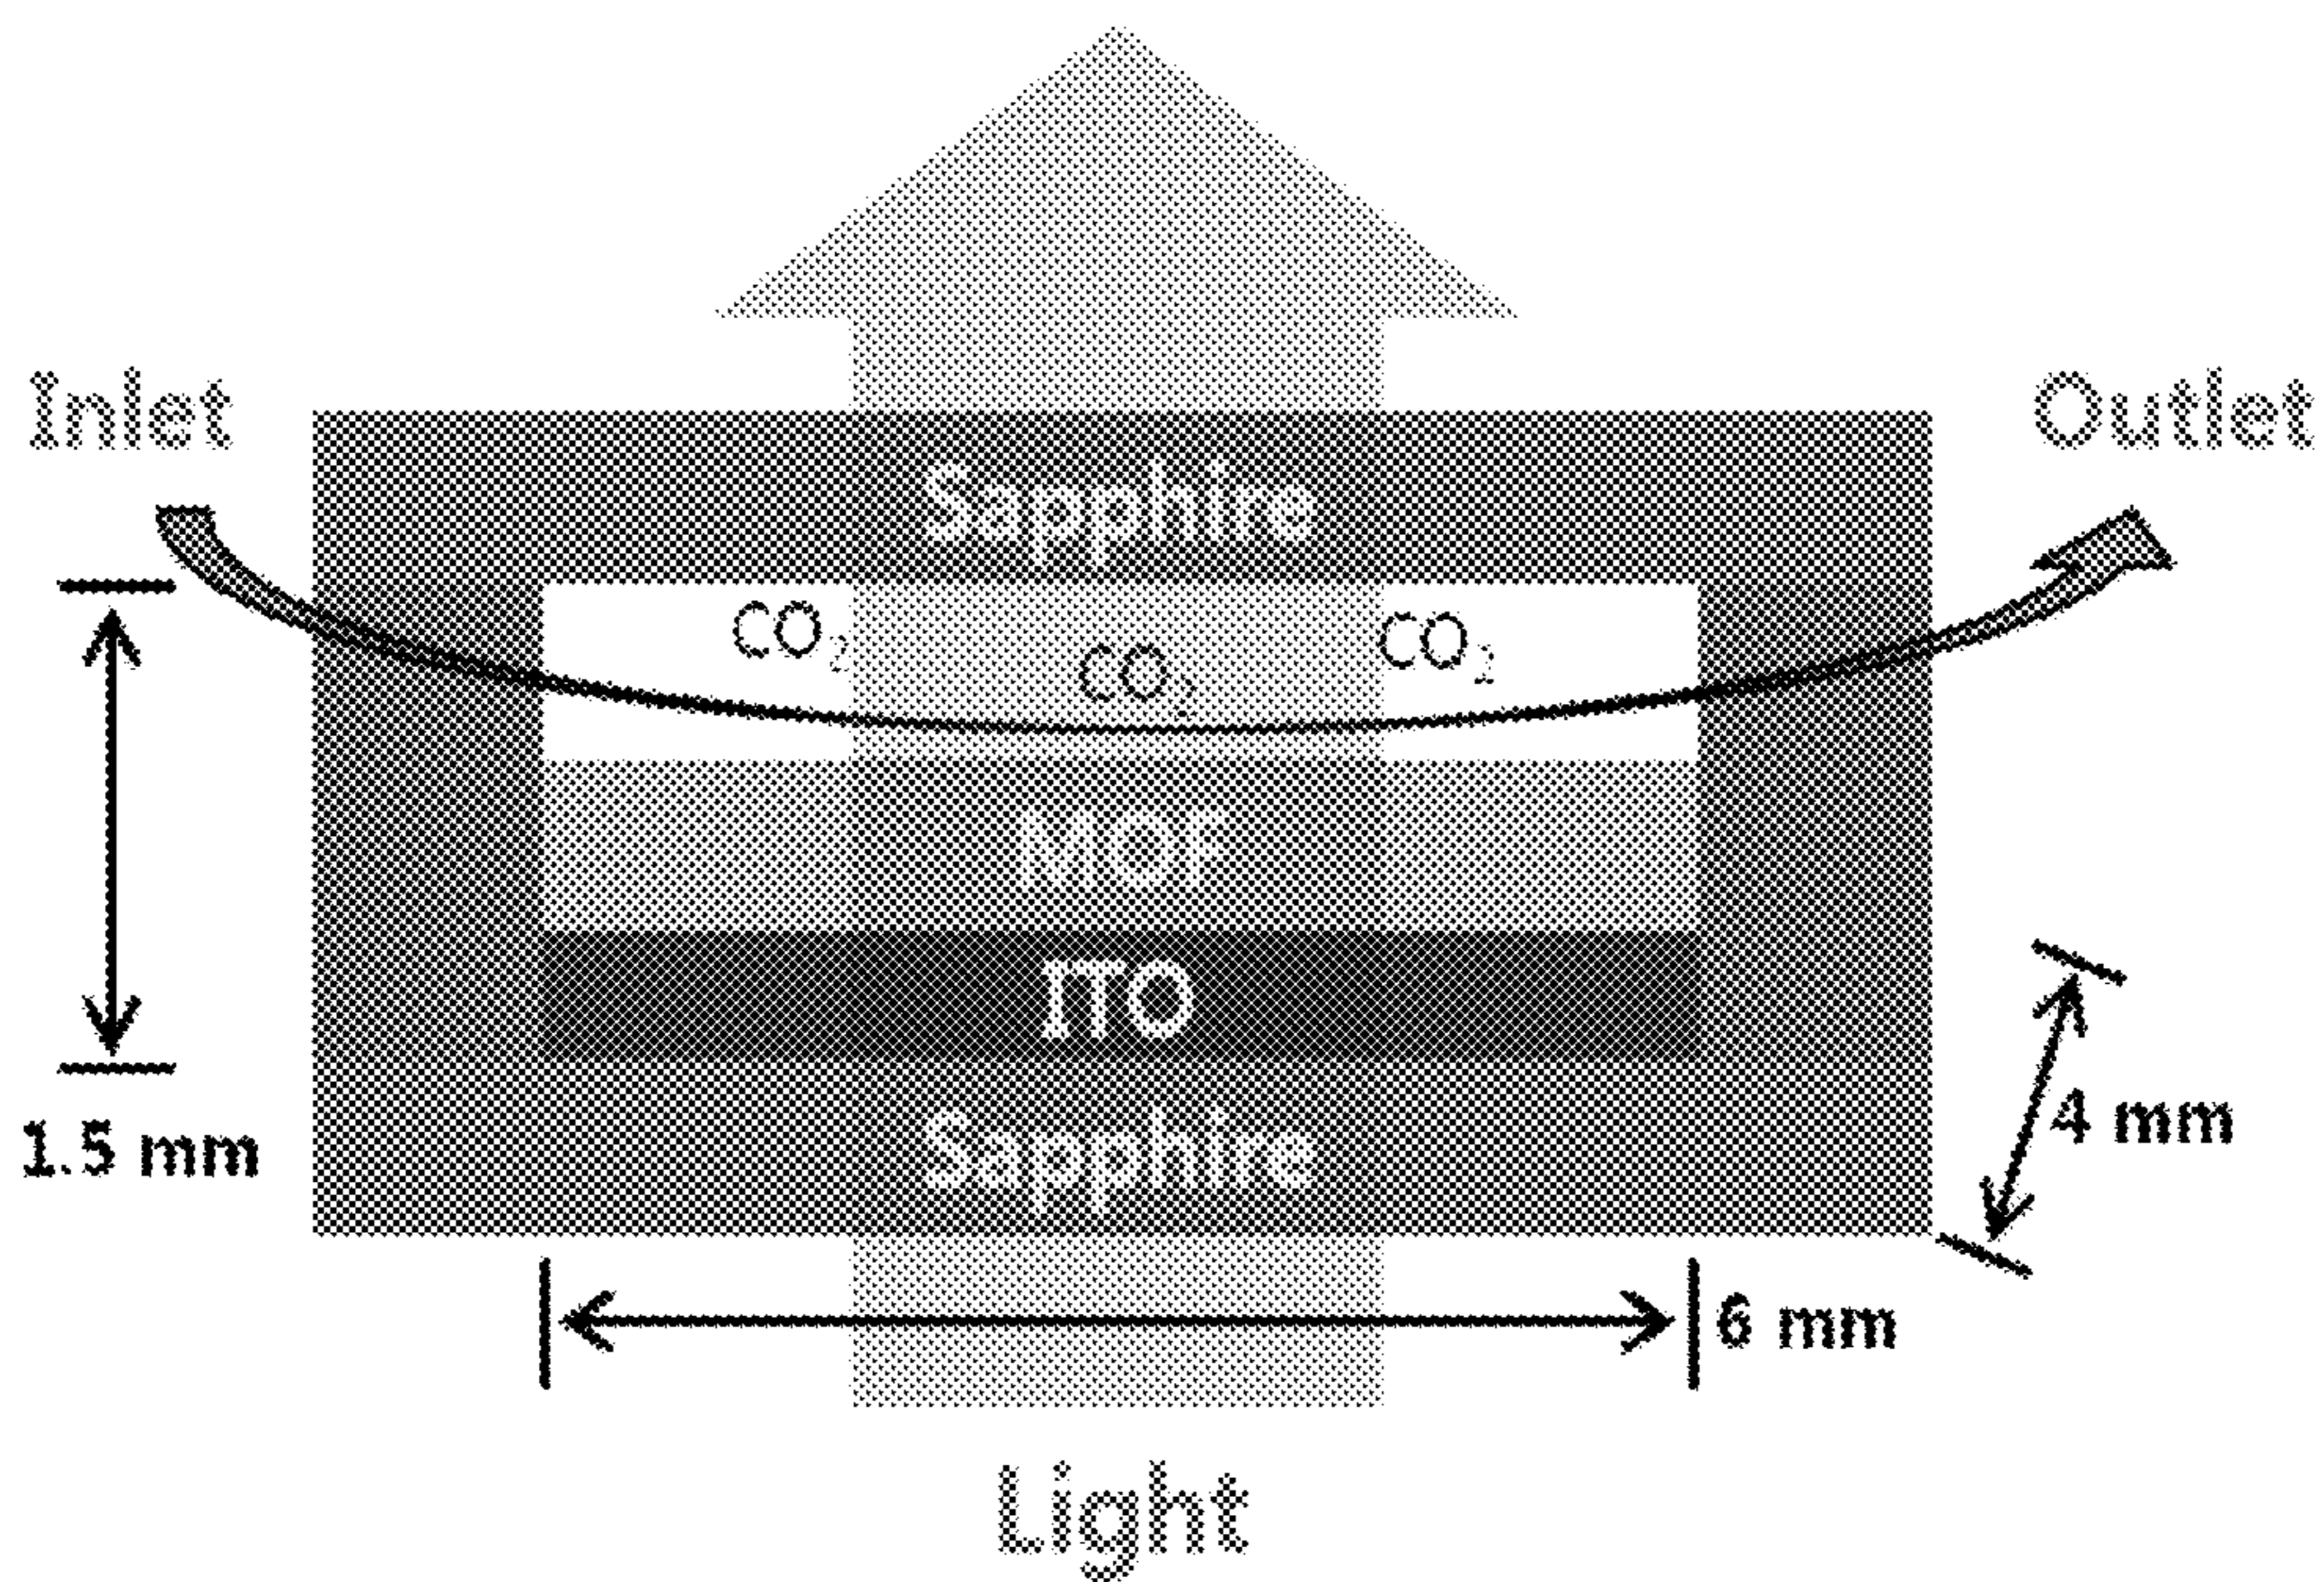 Inlet
Outlet
Sapphire
CO₂
CO₂
CO₂
MOF
ITO
Sapphire
1.5 mm
4 mm
6 mm
Light